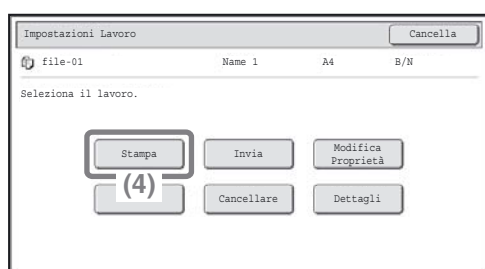 Impostazioni Lavoro Cancella
file-01 Name 1 A4 B/N
Seleziona il lavoro.
Stampa Invia Modifica Proprietà
(4) Cancellare Dettagli